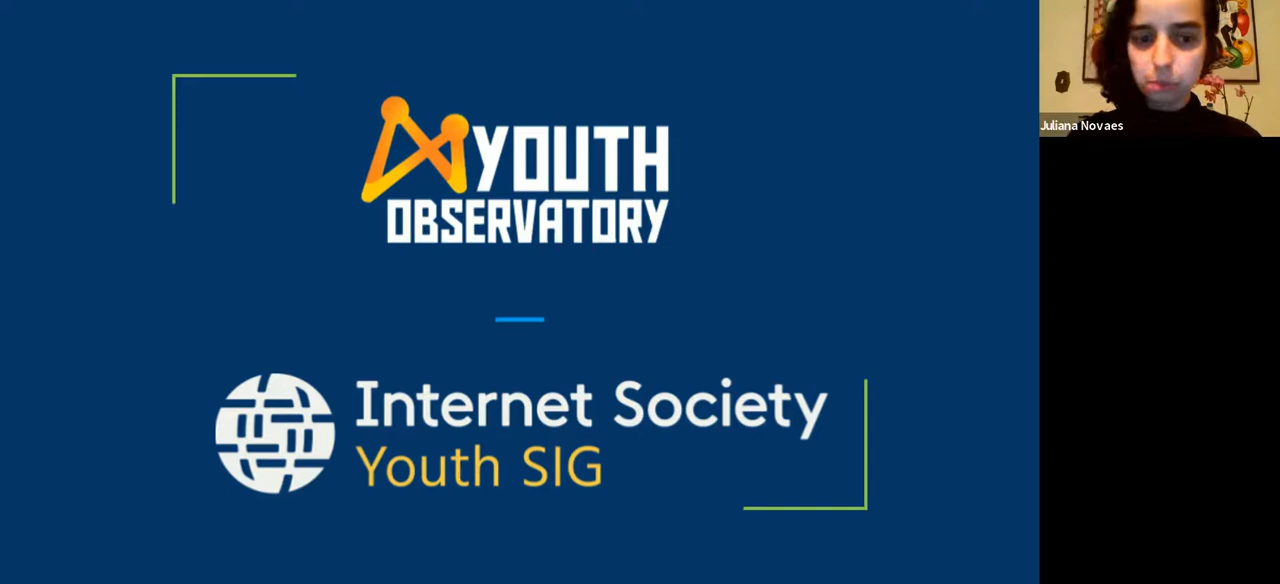 YOUTH
OBSERVATORY
Internet Society
Youth SIG
Juliana Novaes